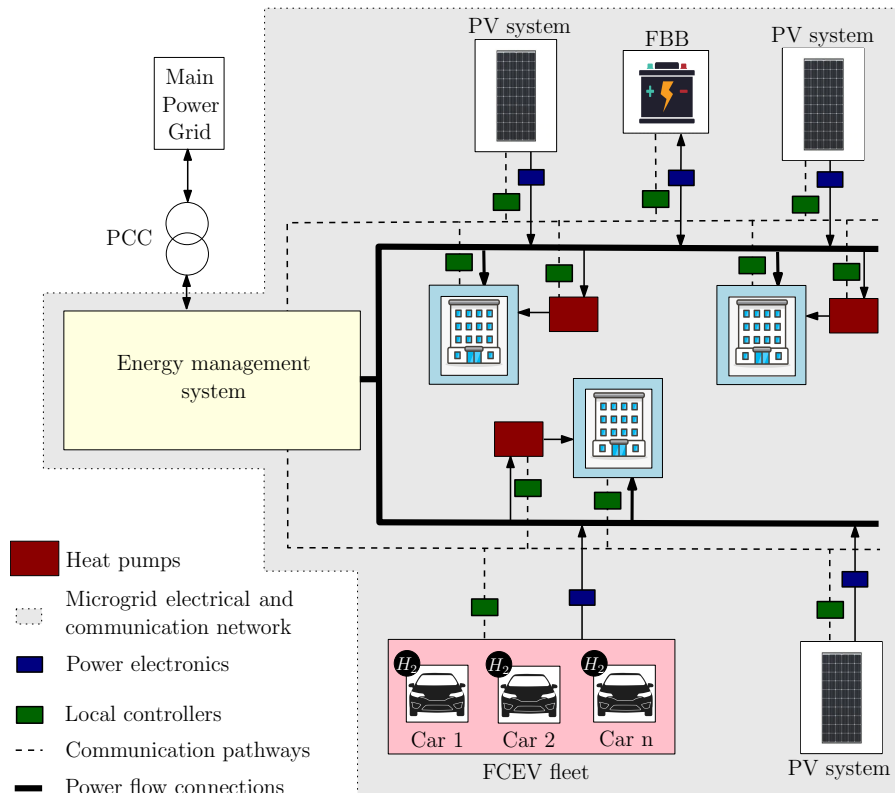 PV system
FBB
PV system
Main
Power
Grid
PCC
Energy management
system
Heat pumps
Microgrid electrical and
communication network
Power electronics
Local controllers
Communication pathways
Power flow connections
H2
H2
H2
Car 1
Car 2
Car n
FCEV fleet
PV system